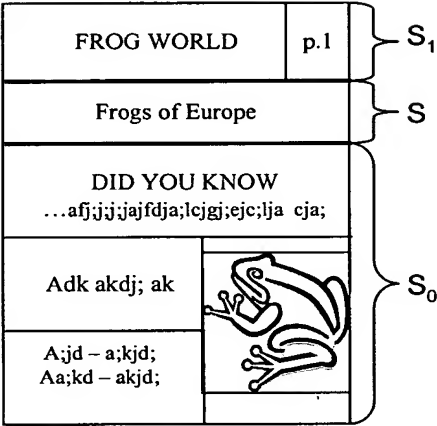 FROG WORLD p.1 S1
Frogs of Europe S
DID YOU KNOW
...afj;j;j;jajfdja;lcjgj;ejc;lja cja;
Adk akdj; ak
S0
A;jd – a;kjd;
Aa;kd – akjd;